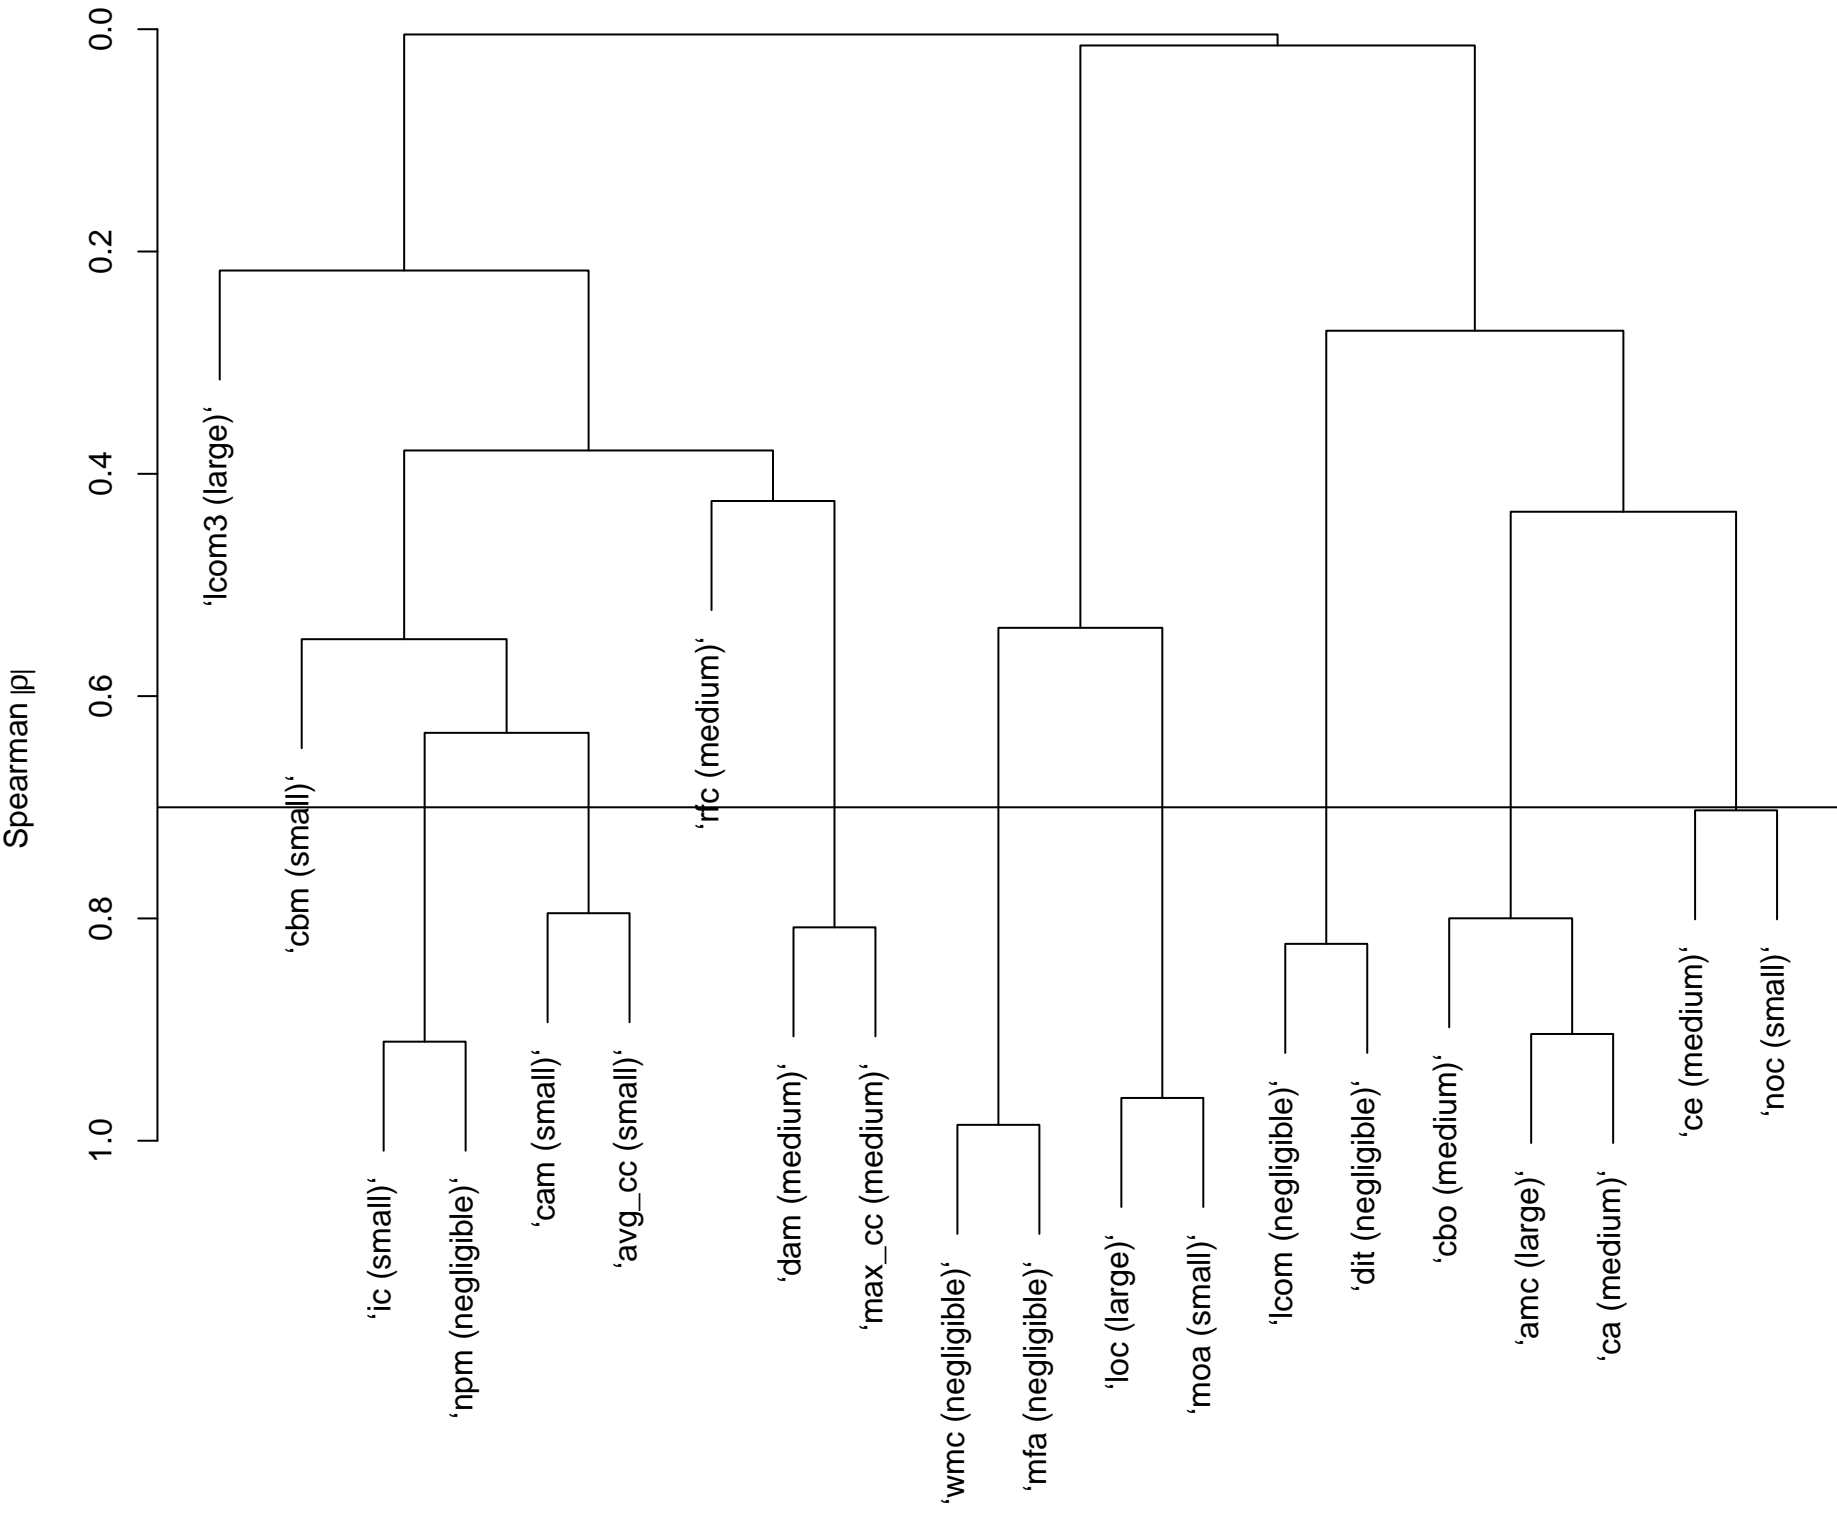 Spearman |ρ|
0.0
0.2
0.4
0.6
0.8
1.0
‘lcom3 (large)‘
‘cbm (small)‘
‘ic (small)‘
‘npm (negligible)‘
‘cam (small)‘
‘avg_cc (small)‘
‘rfc (medium)‘
‘dam (medium)‘
‘max_cc (medium)‘
‘wmc (negligible)‘
‘mfa (negligible)‘
‘loc (large)‘
‘moa (small)‘
‘lcom (negligible)‘
‘dit (negligible)‘
‘cbo (medium)‘
‘amc (large)‘
‘ca (medium)‘
‘ce (medium)‘
‘noc (small)‘